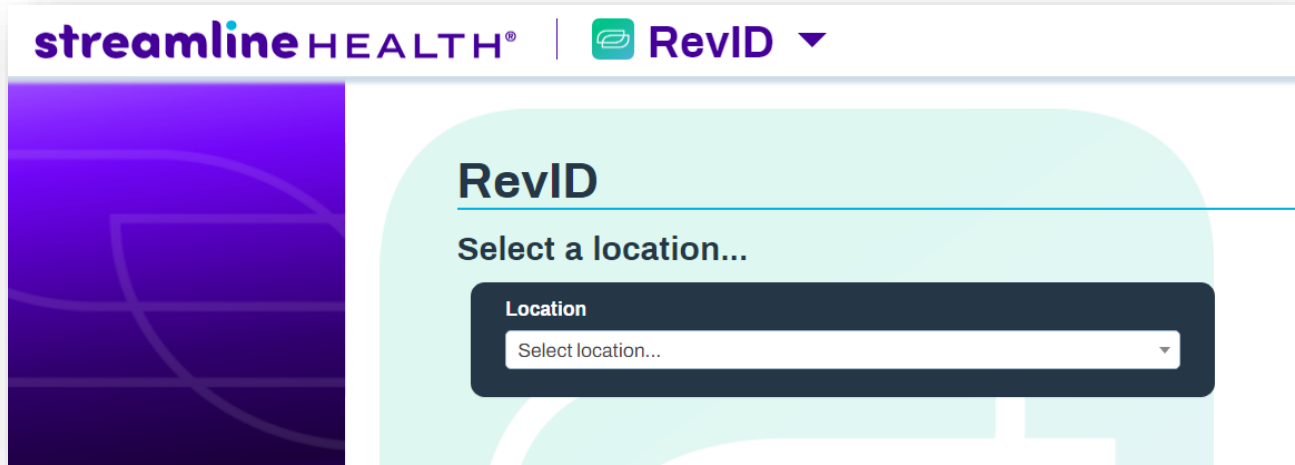 streamline HEALTH®
RevID
RevID
Select a location...
Location
Select location...